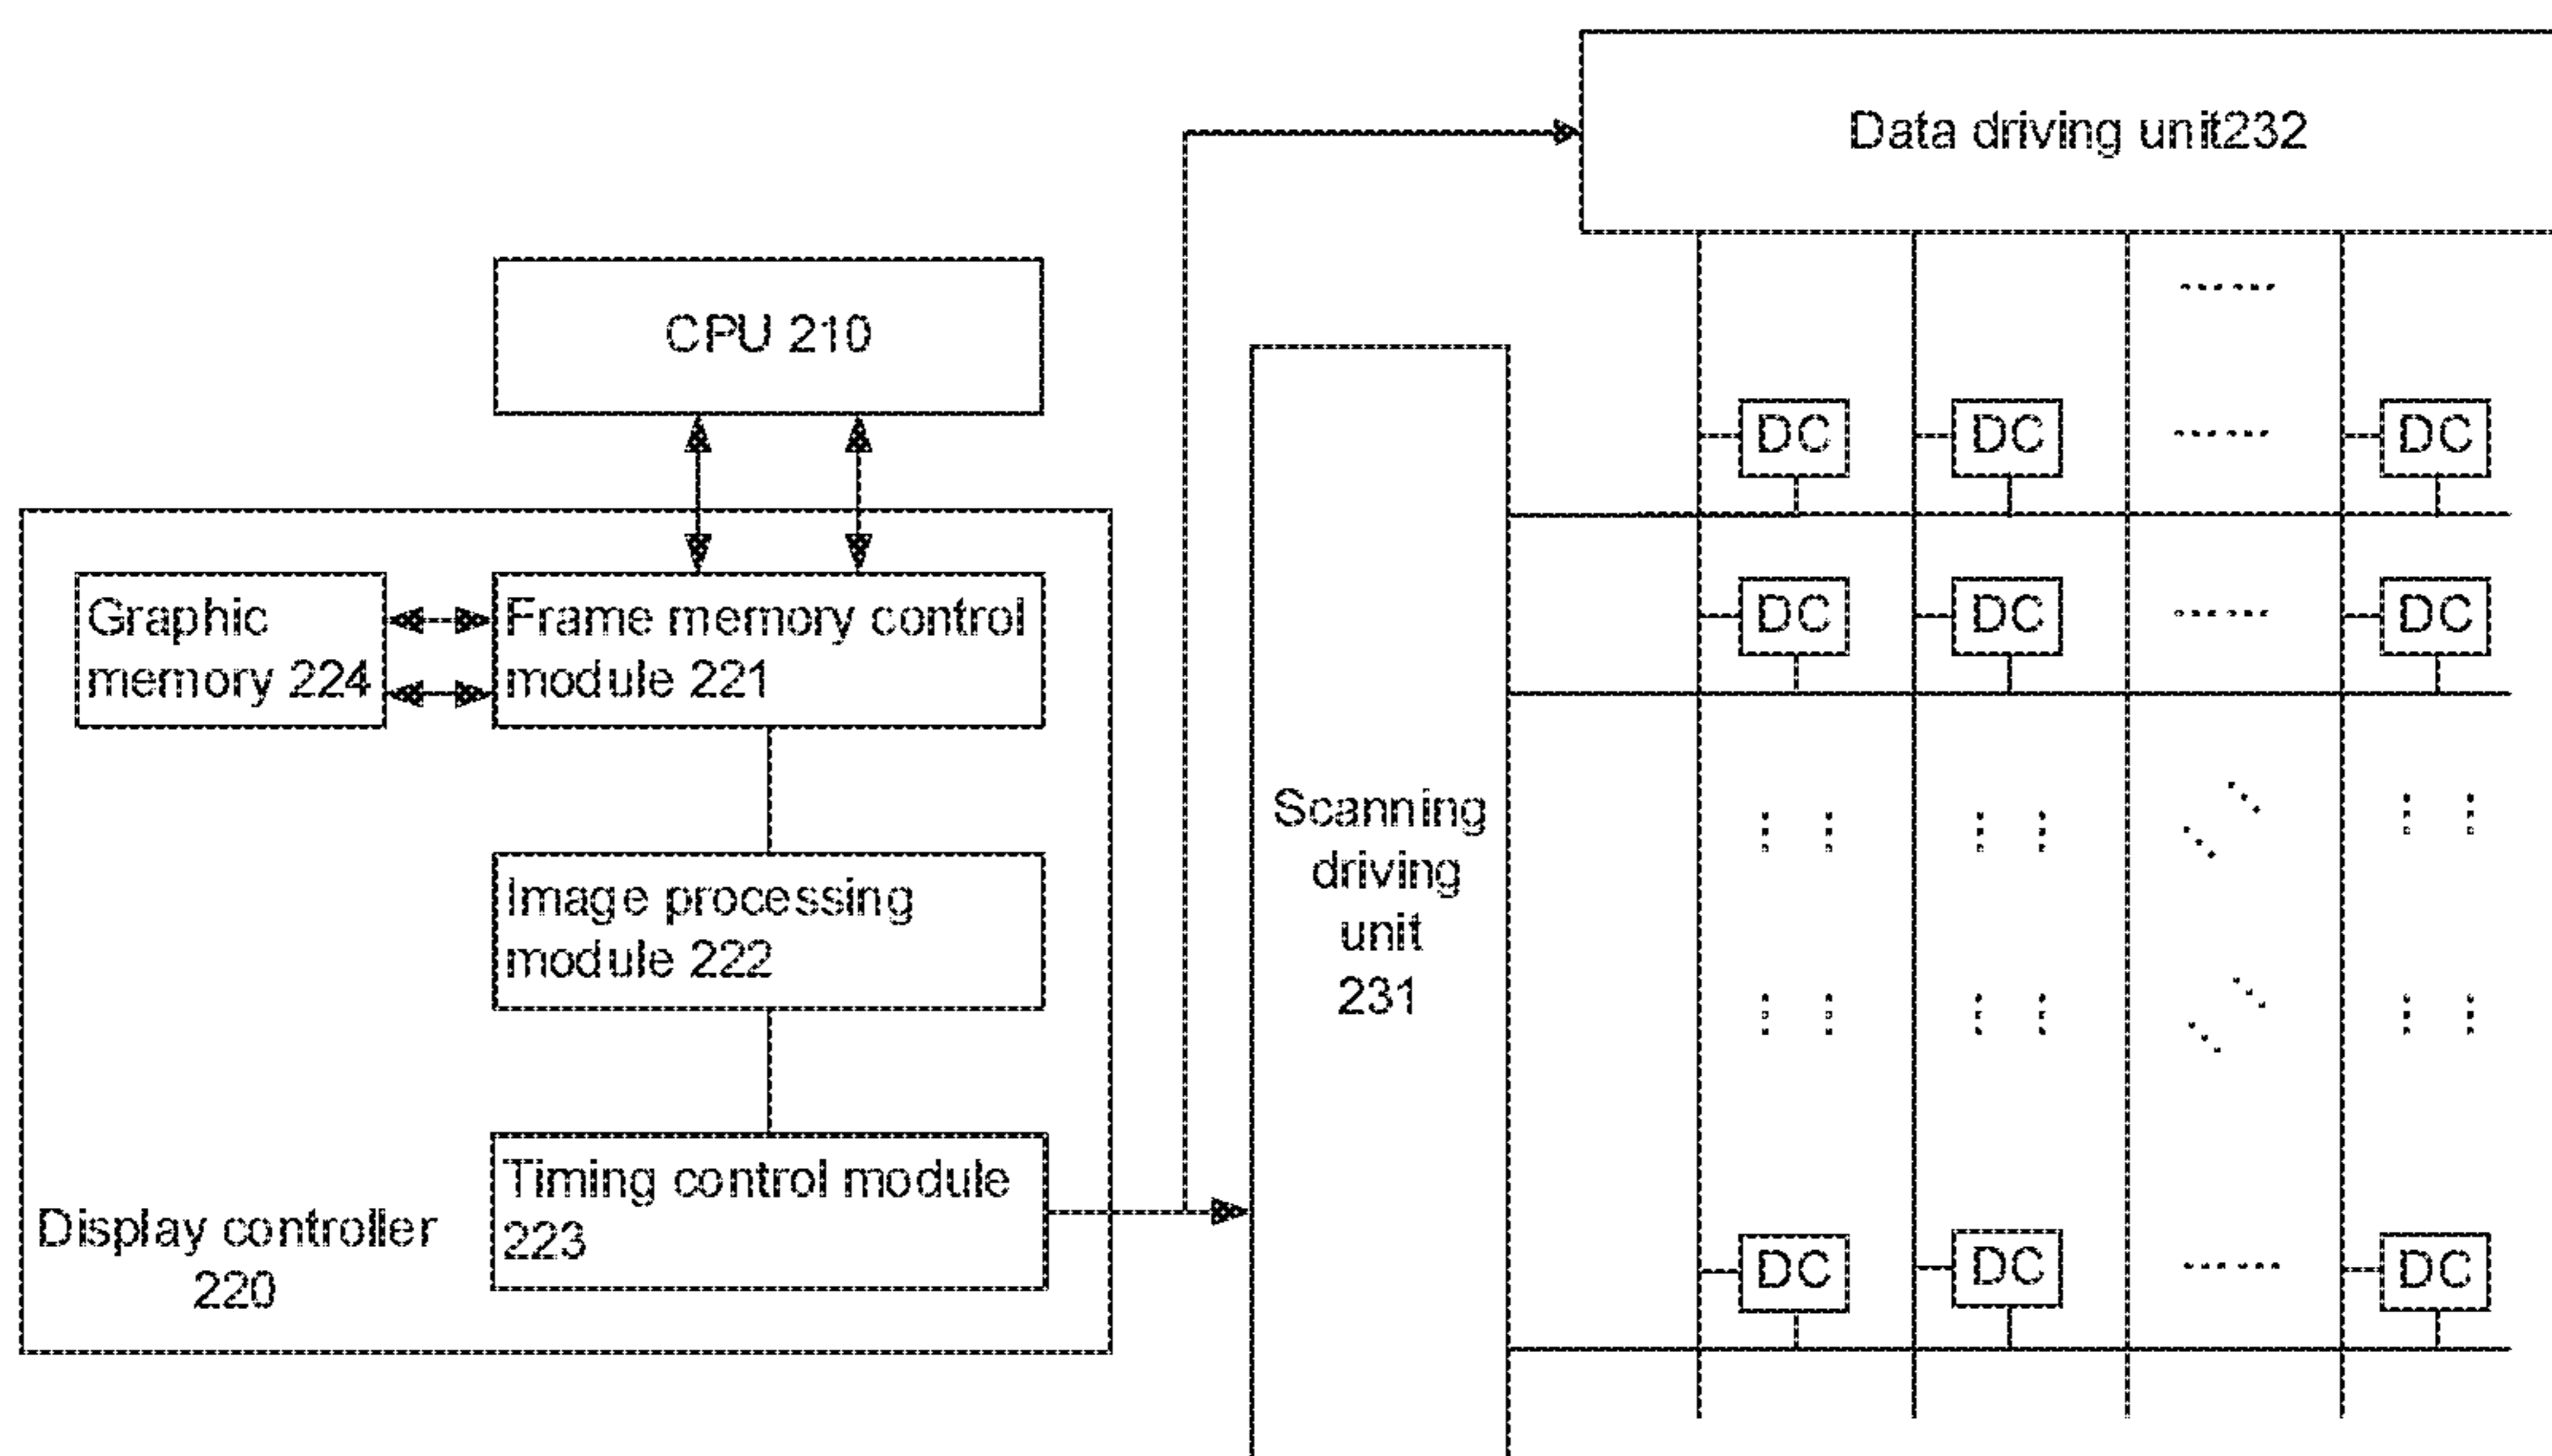 Data driving unit232
CPU 210
DC DC ...... DC
Graphic
memory 224
Frame memory control
module 221
DC DC ...... DC
Scanning
driving
unit
231
Image processing
module 222
Timing control module
223
Display controller
220
DC DC ...... DC